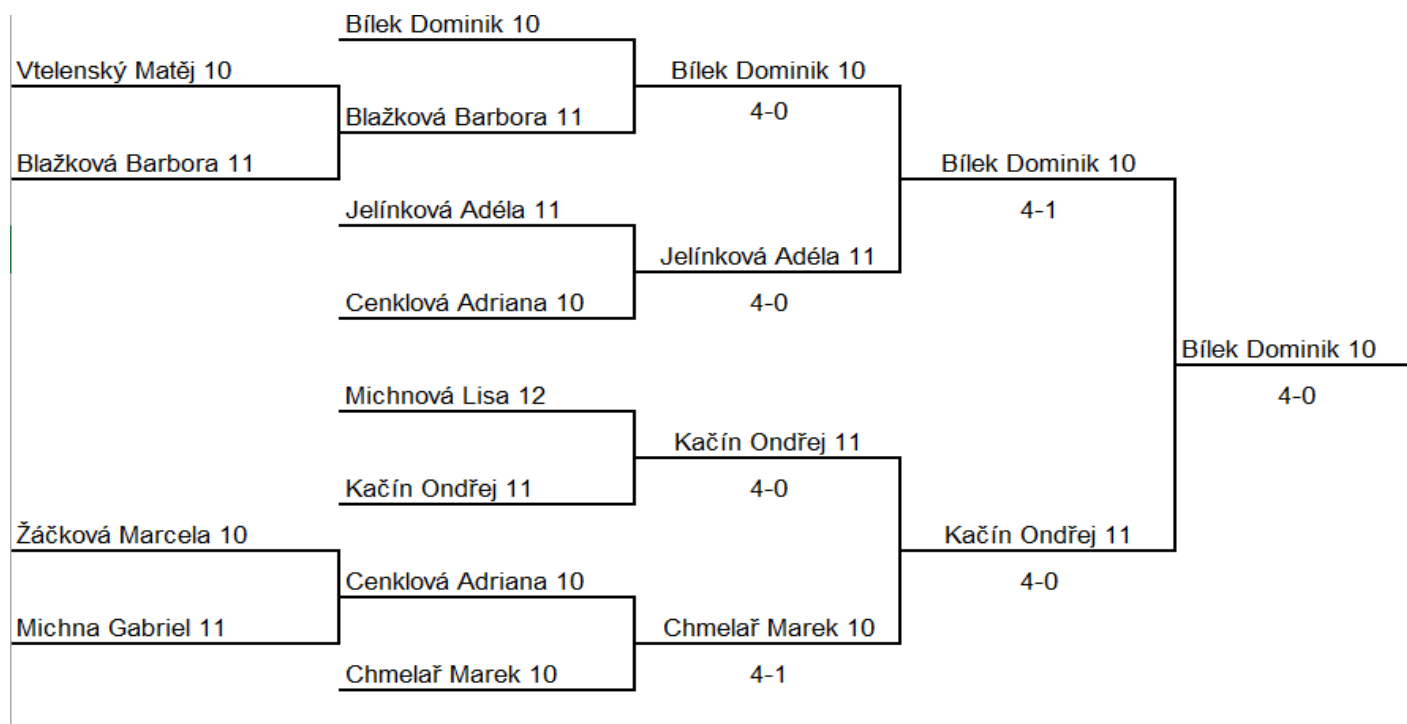 Bílek Dominik 10
Vtelenský Matěj 10
Bílek Dominik 10
Blažková Barbora 11
4-0
Blažková Barbora 11
Bílek Dominik 10
Jelínková Adéla 11
4-1
Jelínková Adéla 11
Cenklová Adriana 10
4-0
Bílek Dominik 10
Michnová Lisa 12
4-0
Kačín Ondřej 11
Kačín Ondřej 11
4-0
Žáčková Marcela 10
Kačín Ondřej 11
Cenklová Adriana 10
4-0
Michna Gabriel 11
Chmelař Marek 10
Chmelař Marek 10
4-1